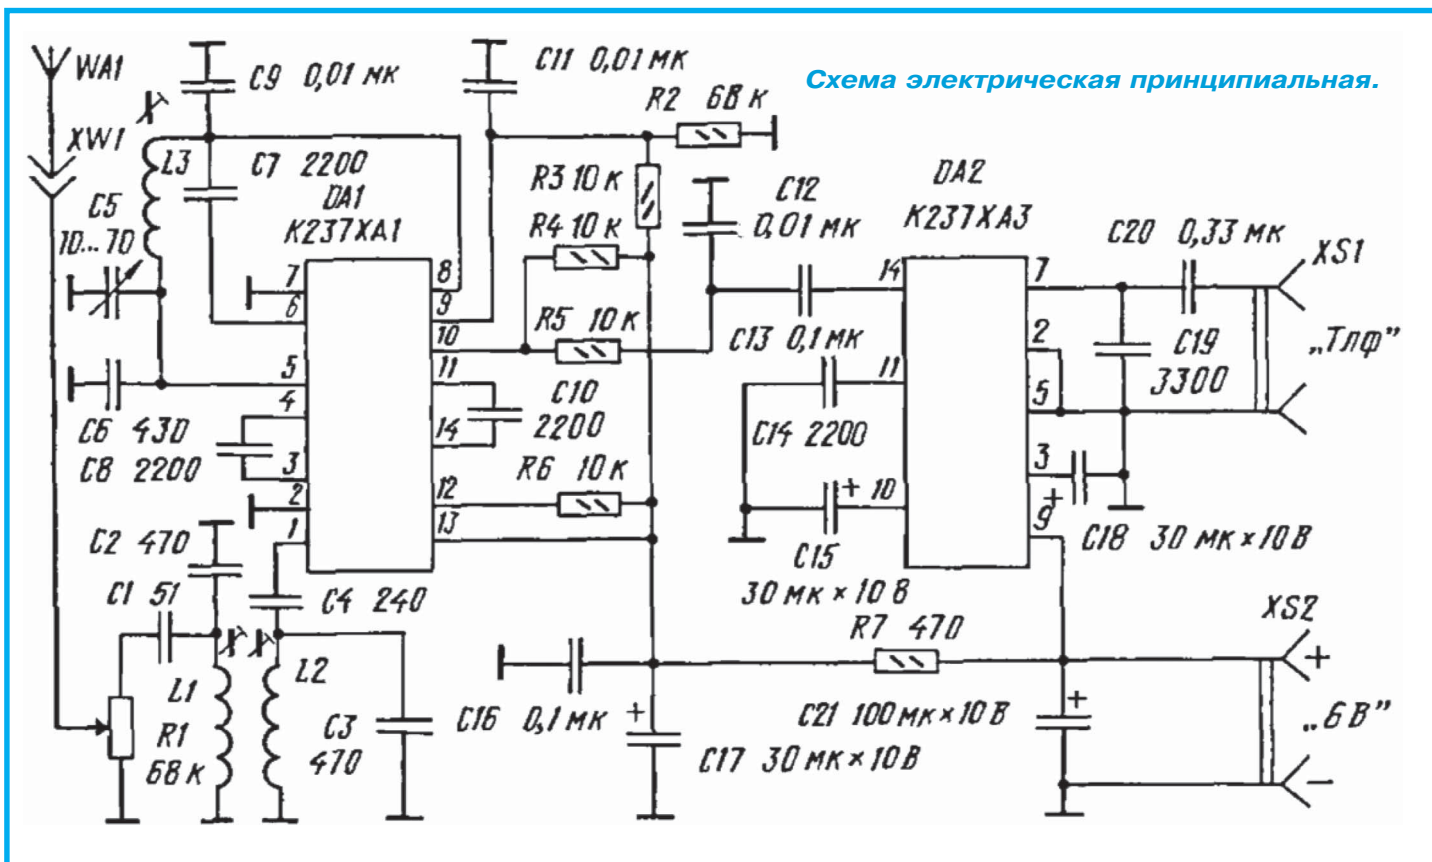 Схема электрическая принципиальная.
WA1
XW1
C9 0,01 мк
C11 0,01 мк
R2 68 к
L3
C7 2200
DA1
К237ХА1
R3 10 к
R4 10 к
C12
0,01 мк
DA2
К237ХА3
C20 0,33 мк
XS1
C5
10...70
7
6
5
4
3
2
1
8
9
10
11
14
12
13
R5 10 к
C13 0,1 мк
14
11
10
7
2
5
3
9
C19
3300
„Тлф”
C6 430
C8 2200
C10
2200
C14 2200
R6 10 к
+
C15
30 мк × 10 В
+
C18 30 мк × 10 В
C2 470
C1 51
C4 240
R7 470
XS2
+
L1
L2
R1
68 к
C3
470
C16 0,1 мк
+
C17 30 мк × 10 В
C21 100 мк × 10 В
+
„6 В”
−